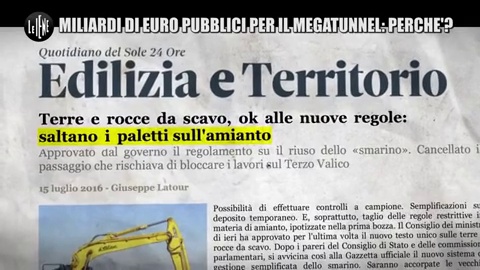 LE IENE
MILIARDI DI EURO PUBBLICI PER IL MEGATUNNEL: PERCHE'?
Quotidiano del Sole 24 Ore
Edilizia e Territorio
Terre e rocce da scavo, ok alle nuove regole:
saltano i paletti sull'amianto
Approvato dal governo il regolamento su il riuso dello «smarino». Cancellato i
passaggio che rischiava di bloccare i lavori sul Terzo Valico
15 luglio 2016 - Giuseppe Latour
Possibilità di effettuare controlli a campione. Semplificazioni su
deposito temporaneo. E, soprattutto, taglio delle regole restrittive i
materia di amianto, ipotizzate nella prima bozza. Il Consiglio dei minist
di ieri ha approvato per l'ultima volta il nuovo testo unico sulle terre
rocce da scavo. Dopo i pareri del Consiglio di Stato e delle commission
parlamentari, si avvicina così alla Gazzetta ufficiale il nuovo sistema d
gestione semplificata dello smarino. Saranno accorpate le vecchi